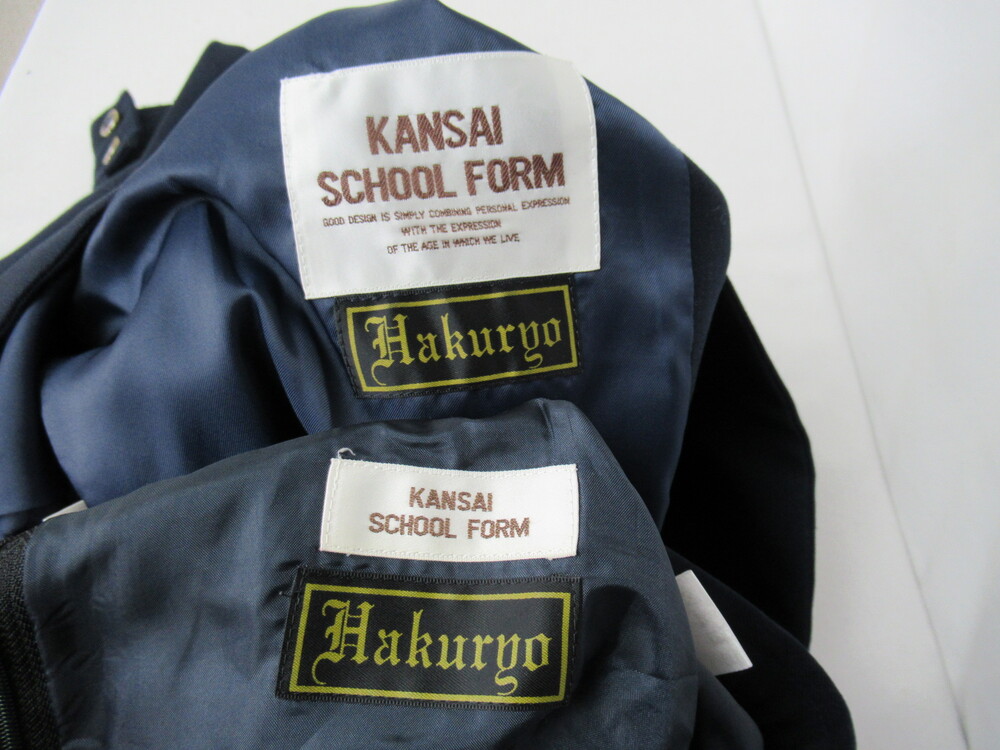 KANSAI
SCHOOL FORM
GOOD DESIGN IS SIMPLY COMBINING PERSONAL EXPRESSION
WITH THE EXPRESSION
OF THE AGE IN WHICH WE LIVE
Hakuryo
KANSAI
SCHOOL FORM
Hakuryo